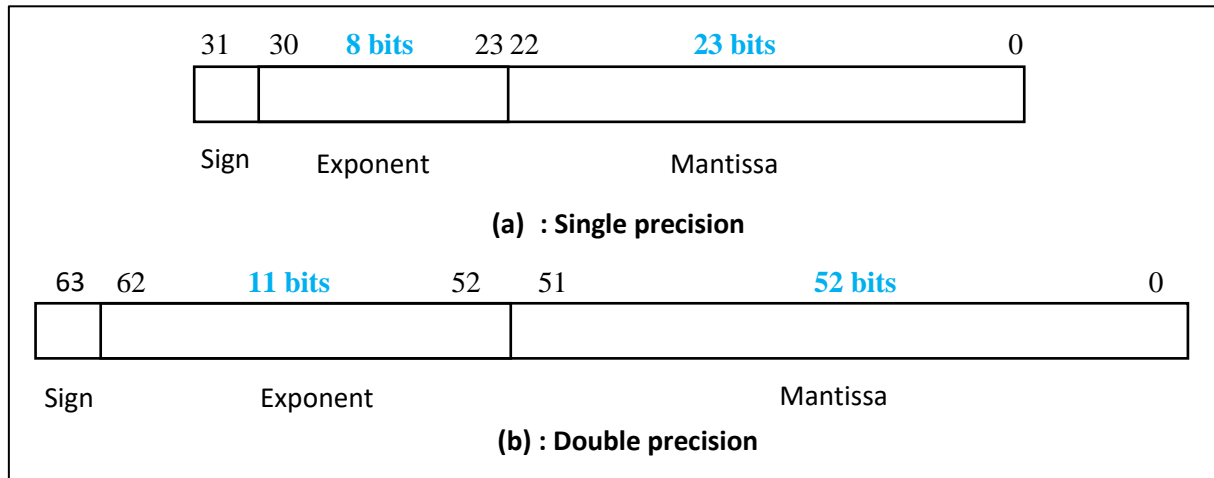 31 30 8 bits 23 22 23 bits 0
Sign Exponent Mantissa
(a) : Single precision
63 62 11 bits 52 51 52 bits 0
Sign Exponent Mantissa
(b) : Double precision